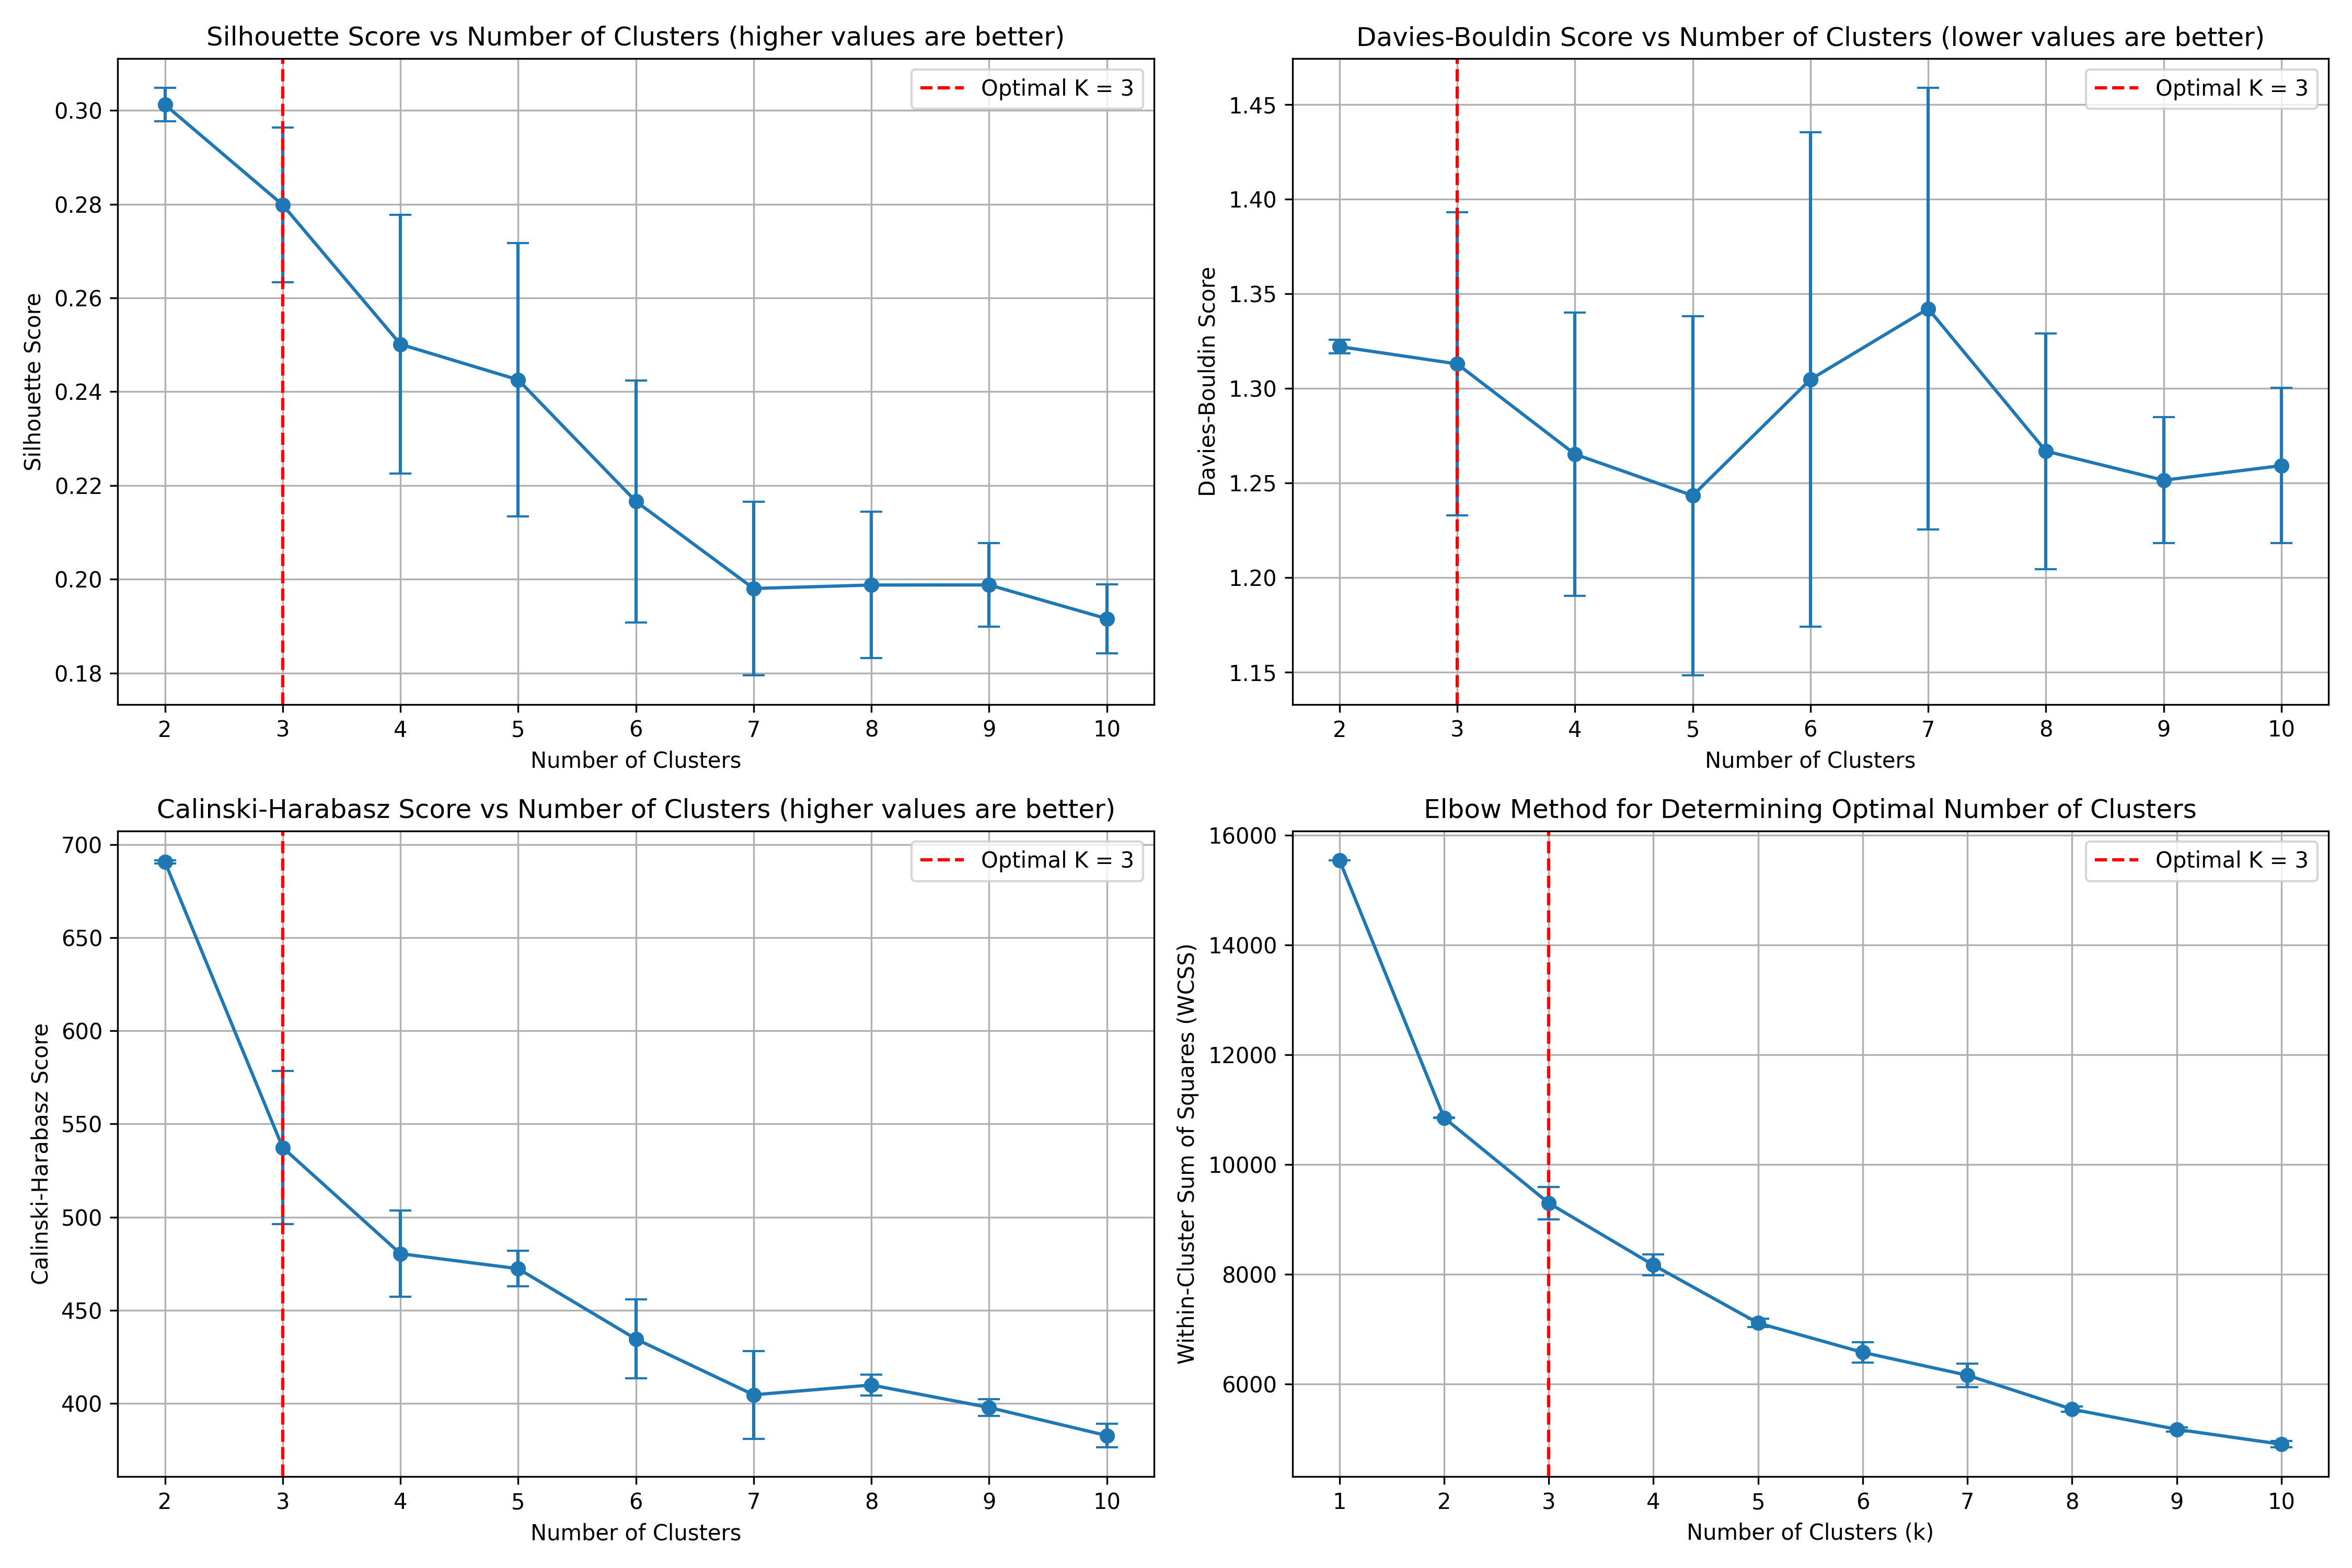 Silhouette Score vs Number of Clusters (higher values are better)
Optimal K = 3
0.30
0.28
0.26
0.24
0.22
0.20
0.18
Silhouette Score
2 3 4 5 6 7 8 9 10
Number of Clusters
Davies-Bouldin Score vs Number of Clusters (lower values are better)
Optimal K = 3
1.45
1.40
1.35
1.30
1.25
1.20
1.15
Davies-Bouldin Score
2 3 4 5 6 7 8 9 10
Number of Clusters
Calinski-Harabasz Score vs Number of Clusters (higher values are better)
Optimal K = 3
700
650
600
550
500
450
400
Calinski-Harabasz Score
2 3 4 5 6 7 8 9 10
Number of Clusters
Elbow Method for Determining Optimal Number of Clusters
Optimal K = 3
16000
14000
12000
10000
8000
6000
Within-Cluster Sum of Squares (WCSS)
1 2 3 4 5 6 7 8 9 10
Number of Clusters (k)